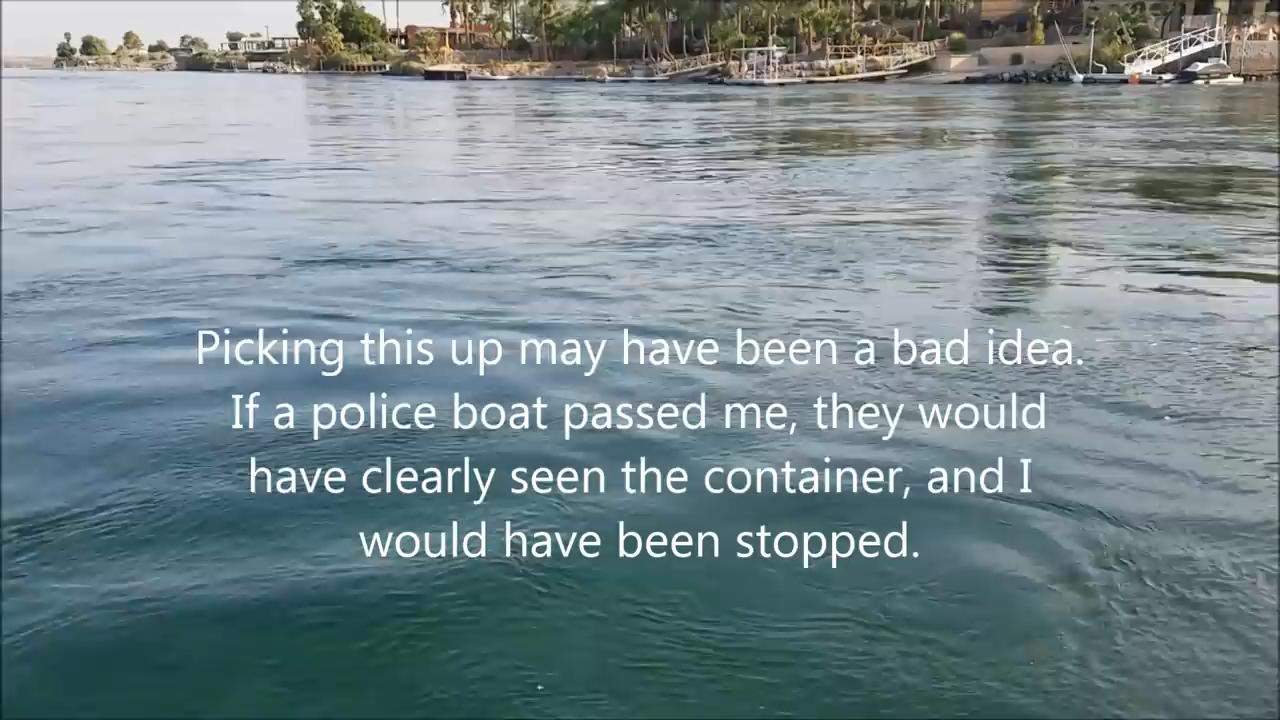 Picking this up may have been a bad idea.
If a police boat passed me, they would
have clearly seen the container, and I
would have been stopped.